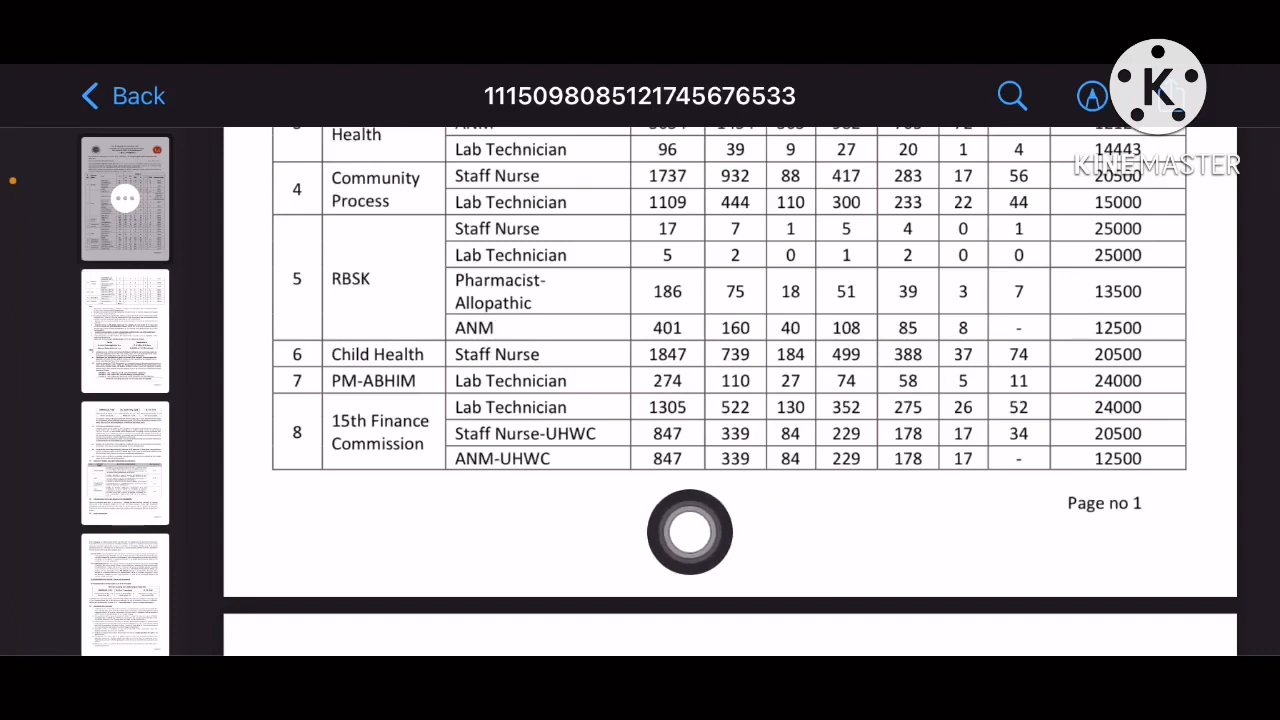 Back
1115098085121745676533
K
KINEMASTER
Health
Lab Technician 96 39 9 27 20 1 4 14443
4 Community Process Staff Nurse 1737 932 88 417 283 17 56 20500
Lab Technician 1109 444 110 300 233 22 44 15000
5 RBSK Staff Nurse 17 7 1 5 4 0 1 25000
Lab Technician 5 2 0 1 2 0 0 25000
Pharmacist-Allopathic 186 75 18 51 39 3 7 13500
ANM 401 160 40 108 85 8 - 12500
6 Child Health Staff Nurse 1847 739 184 499 388 37 74 20500
7 PM-ABHIM Lab Technician 274 110 27 74 58 5 11 24000
15th Finance Commission Lab Technician 1305 522 130 275 26 52 24000
Staff Nurse-UHWC 847 339 84 229 178 17 34 20500
847 339 84 229 178 17 - 12500
Page no 1